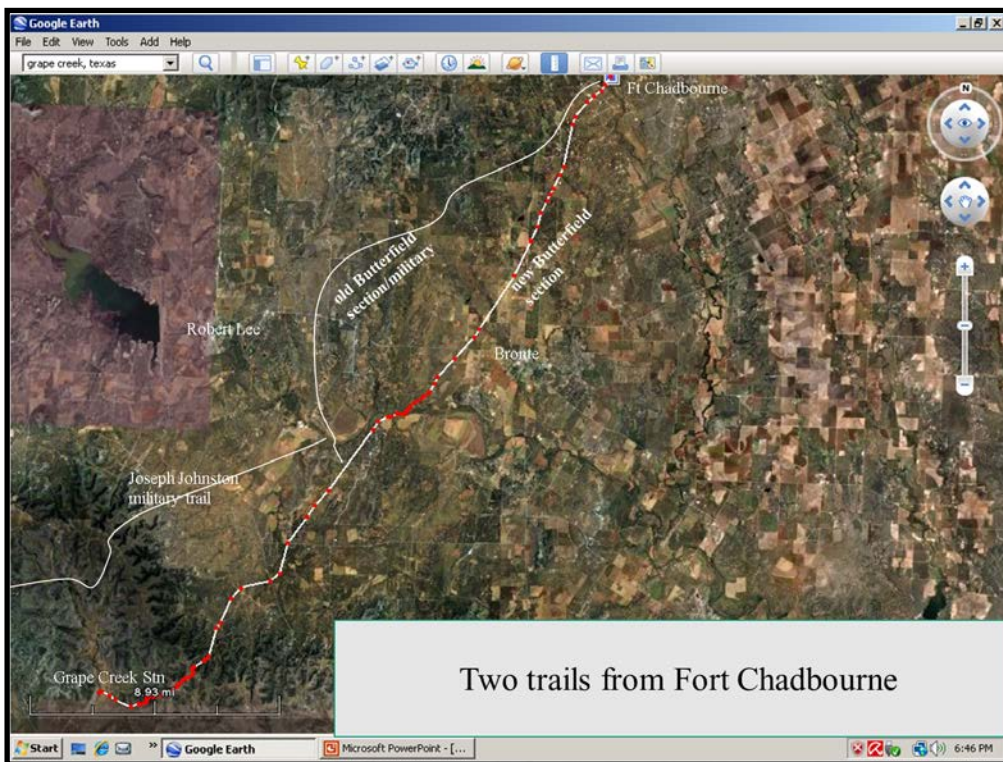 Google Earth
File Edit View Tools Add Help
grape creek, texas
N
Ft Chadbourne
old Butterfield
section/military
new Butterfield
section
Robert Lee
Bronte
Joseph Johnston
military trail
Grape Creek Stn
8.93 mi
Two trails from Fort Chadbourne
Start » Google Earth Microsoft PowerPoint - [... 6:46 PM